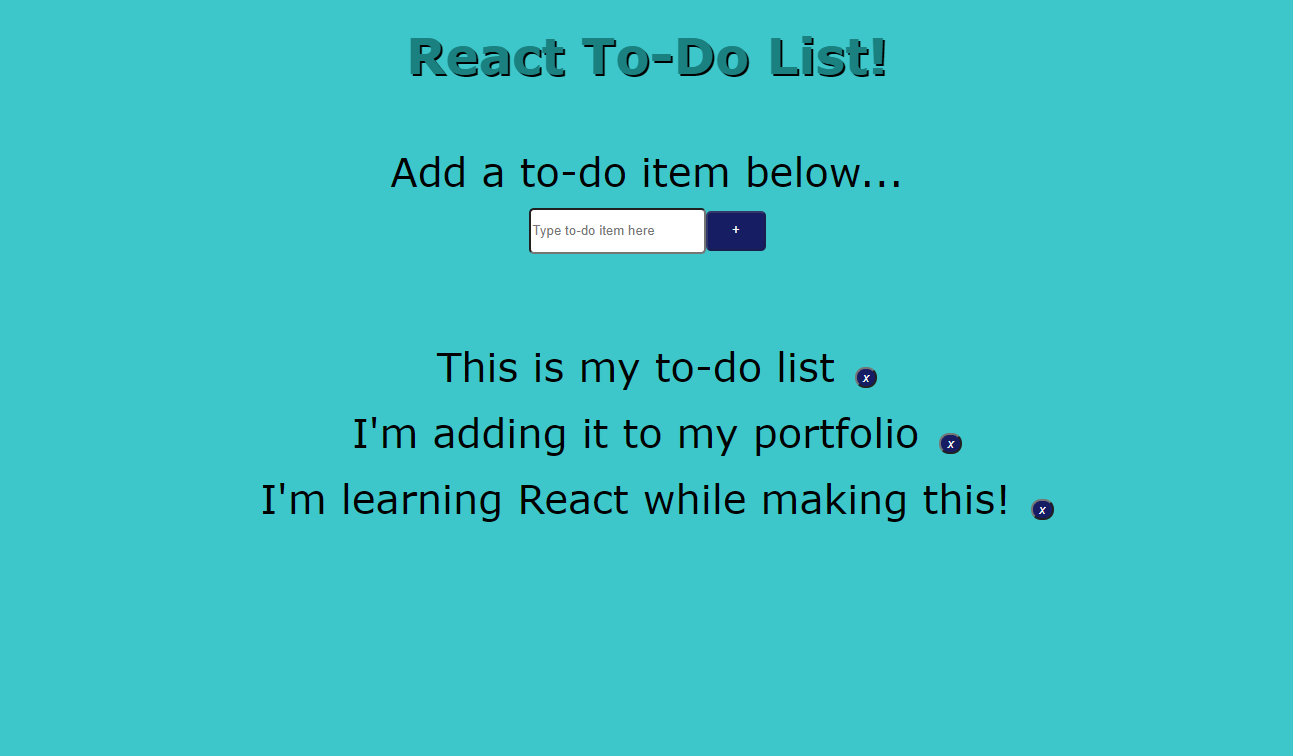 React To-Do List!
Add a to-do item below...
Type to-do item here +
This is my to-do list x
I'm adding it to my portfolio x
I'm learning React while making this! x